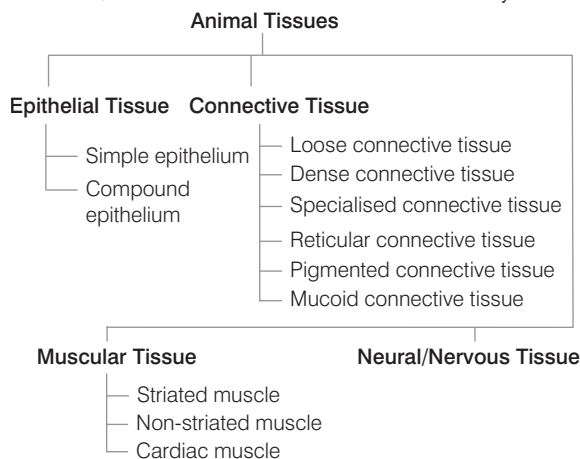 Animal Tissues
Epithelial Tissue
Connective Tissue
Simple epithelium
Compound
epithelium
Loose connective tissue
Dense connective tissue
Specialised connective tissue
Reticular connective tissue
Pigmented connective tissue
Mucoid connective tissue
Muscular Tissue
Neural/Nervous Tissue
Striated muscle
Non-striated muscle
Cardiac muscle